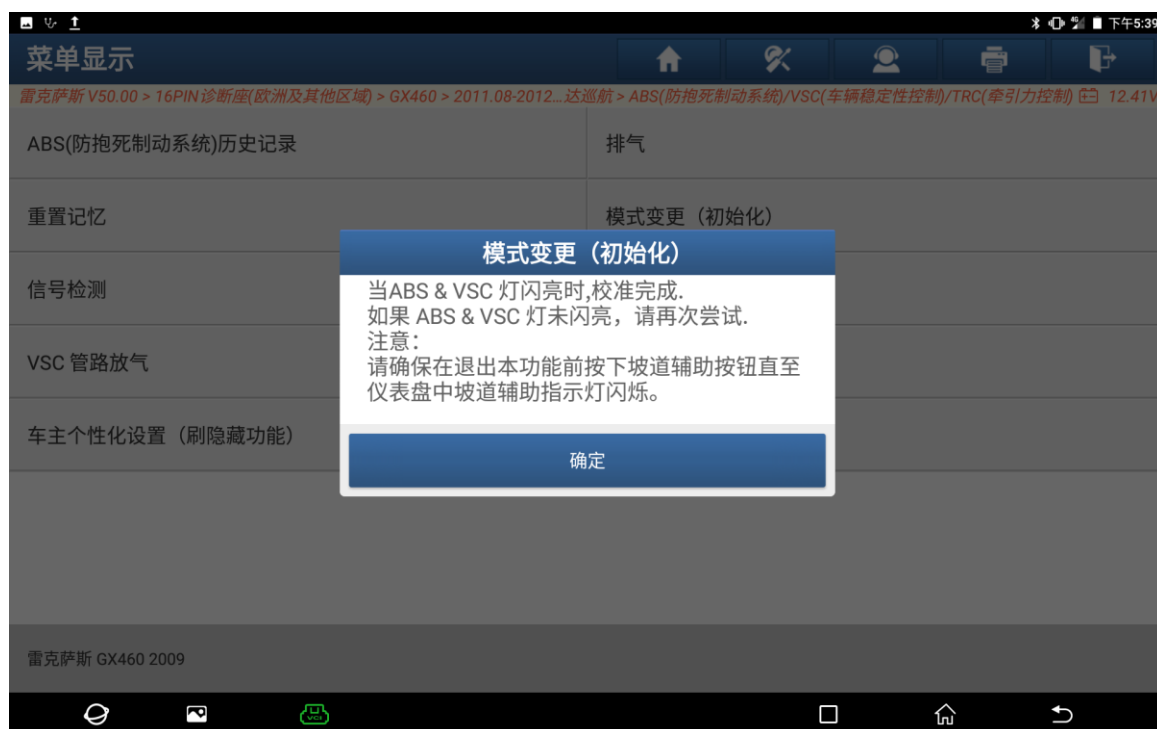 下午5:39
菜单显示
雷克萨斯 V50.00 > 16PIN诊断座(欧洲及其他区域) > GX460 > 2011.08-2012...达巡航 > ABS(防抱死制动系统)/VSC(车辆稳定性控制)/TRC(牵引力控制) 12.41V
ABS(防抱死制动系统)历史记录
排气
重置记忆
模式变更（初始化）
信号检测
VSC 管路放气
车主个性化设置（刷隐藏功能）
模式变更（初始化）
当ABS & VSC 灯闪亮时,校准完成.
如果 ABS & VSC 灯未闪亮，请再次尝试.
注意：
请确保在退出本功能前按下坡道辅助按钮直至
仪表盘中坡道辅助指示灯闪烁。
确定
雷克萨斯 GX460 2009
VCI